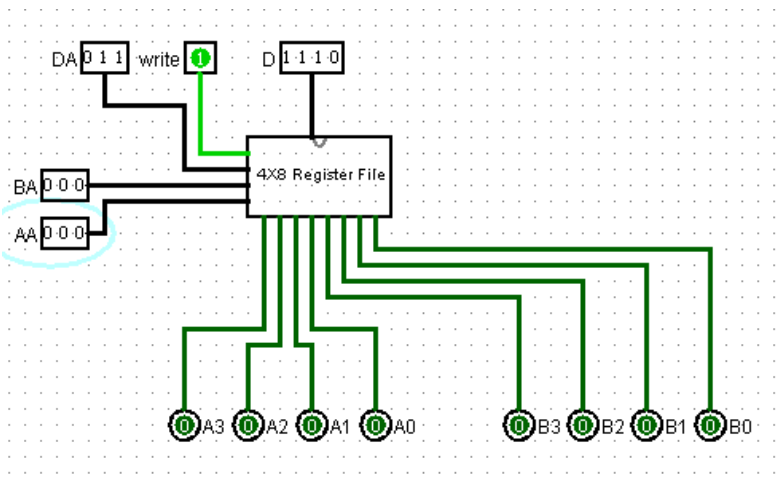 DA 0 1 1 write 1 D 1 1 1 0
4X8 Register File
BA 0 0 0
AA 0 0 0
0 A3 0 A2 0 A1 0 A0 0 B3 0 B2 0 B1 0 B0